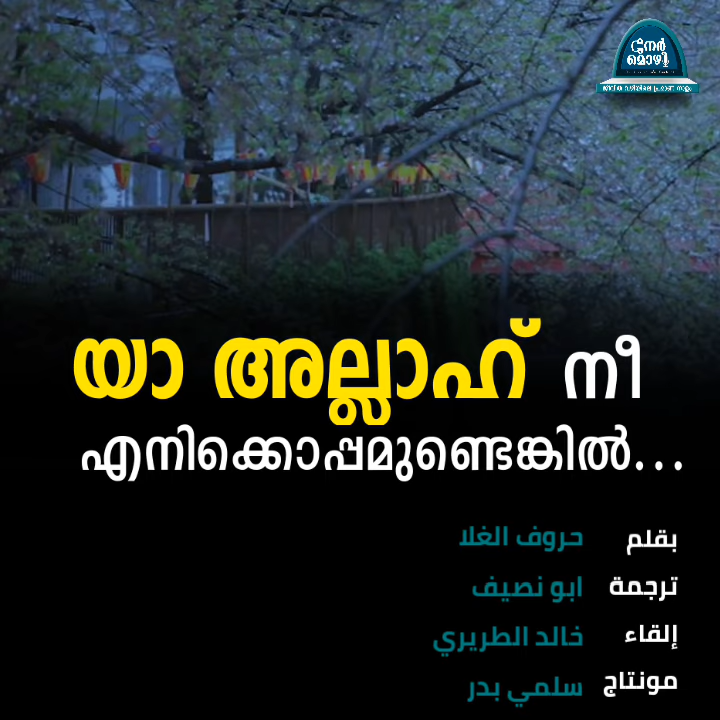 നേർ
മൊഴി
യാ അല്ലാഹ് നീ
എനിക്കൊപ്പമുണ്ടെങ്കിൽ...
بقلم حروف الغلا
ترجمة ابو نصيف
إلقاء خالد الطريري
مونتاج سلمي بدر